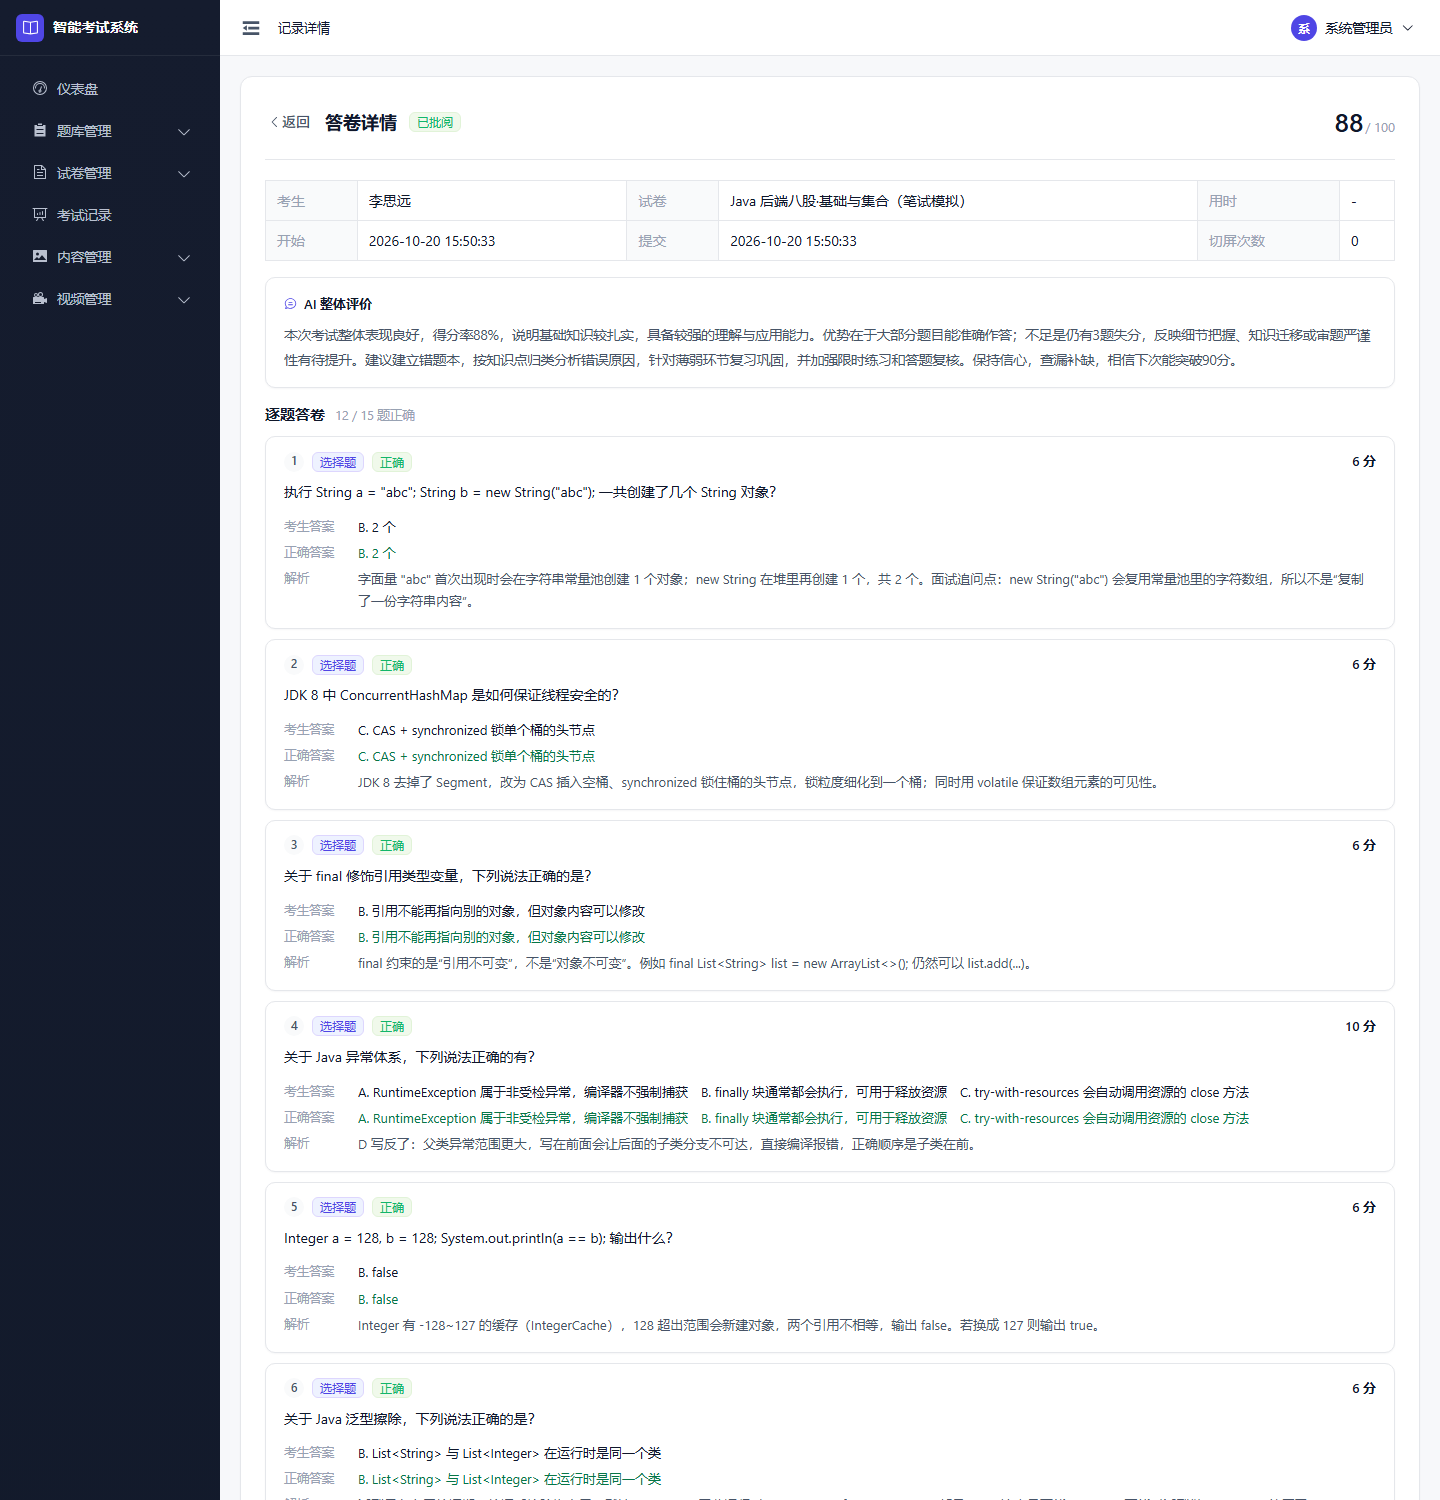 智能考试系统
记录详情
系 系统管理员
仪表盘
题库管理
试卷管理
考试记录
内容管理
视频管理
返回 答卷详情 已批阅 88 / 100
考生 李思远 试卷 Java 后端八股·基础与集合（笔试模拟） 用时 -
开始 2026-10-20 15:50:33 提交 2026-10-20 15:50:33 切屏次数 0
AI 整体评价
本次考试整体表现良好，得分率88%，说明基础知识较扎实，具备较强的理解与应用能力。优势在于大部分题目能准确作答；不足是仍有3题失分，反映细节把握、知识迁移或审题严谨
性有待提升。建议建立错题本，按知识点归类分析错误原因，针对薄弱环节复习巩固，并加强限时练习和答题复核。保持信心，查漏补缺，相信下次能突破90分。
逐题答卷 12 / 15 题正确
1 选择题 正确 6 分
执行 String a = "abc"; String b = new String("abc"); 一共创建了几个 String 对象？
考生答案 B. 2 个
正确答案 B. 2 个
解析 字面量 "abc" 首次出现时会在字符串常量池创建 1 个对象；new String 在堆里再创建 1 个，共 2 个。面试追问点：new String("abc") 会复用常量池里的字符数组，所以不是“复制
了一份字符串内容”。
2 选择题 正确 6 分
JDK 8 中 ConcurrentHashMap 是如何保证线程安全的？
考生答案 C. CAS + synchronized 锁单个桶的头节点
正确答案 C. CAS + synchronized 锁单个桶的头节点
解析 JDK 8 去掉了 Segment，改为 CAS 插入空桶、synchronized 锁住桶的头节点，锁粒度细化到一个桶；同时用 volatile 保证数组元素的可见性。
3 选择题 正确 6 分
关于 final 修饰引用类型变量，下列说法正确的是？
考生答案 B. 引用不能再指向别的对象，但对象内容可以修改
正确答案 B. 引用不能再指向别的对象，但对象内容可以修改
解析 final 约束的是“引用不可变”，不是“对象不可变”。例如 final List<String> list = new ArrayList<>(); 仍然可以 list.add(...)。
4 选择题 正确 10 分
关于 Java 异常体系，下列说法正确的有？
考生答案 A. RuntimeException 属于非受检异常，编译器不强制捕获 B. finally 块通常都会执行，可用于释放资源 C. try-with-resources 会自动调用资源的 close 方法
正确答案 A. RuntimeException 属于非受检异常，编译器不强制捕获 B. finally 块通常都会执行，可用于释放资源 C. try-with-resources 会自动调用资源的 close 方法
解析 D 写反了：父类异常范围更大，写在前面会让后面的子类分支不可达，直接编译报错，正确顺序是子类在前。
5 选择题 正确 6 分
Integer a = 128, b = 128; System.out.println(a == b); 输出什么？
考生答案 B. false
正确答案 B. false
解析 Integer 有 -128~127 的缓存（IntegerCache），128 超出范围会新建对象，两个引用不相等，输出 false。若换成 127 则输出 true。
6 选择题 正确 6 分
关于 Java 泛型擦除，下列说法正确的是？
考生答案 B. List<String> 与 List<Integer> 在运行时是同一个类
正确答案 B. List<String> 与 List<Integer> 在运行时是同一个类